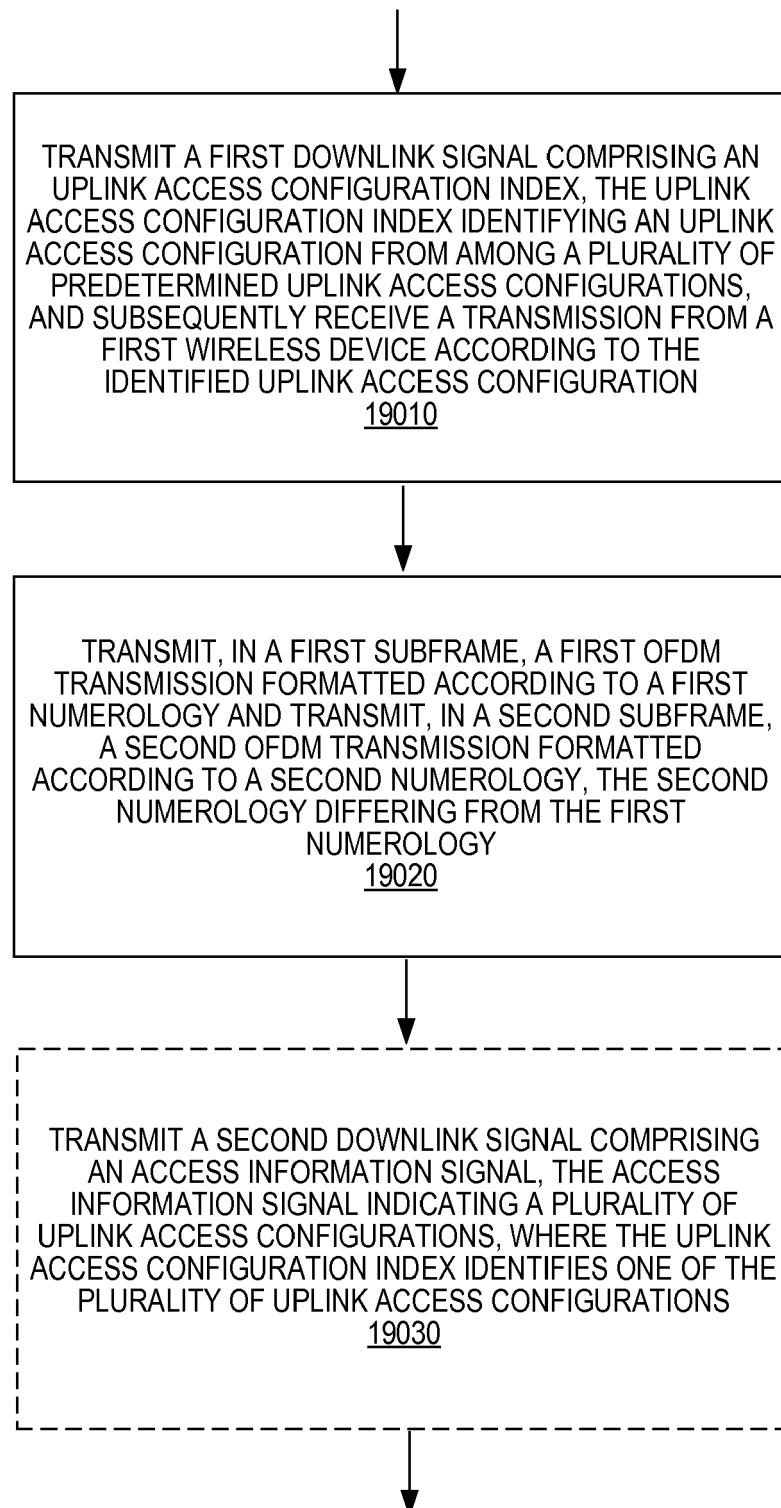 TRANSMIT A FIRST DOWNLINK SIGNAL COMPRISING AN
UPLINK ACCESS CONFIGURATION INDEX, THE UPLINK
ACCESS CONFIGURATION INDEX IDENTIFYING AN UPLINK
ACCESS CONFIGURATION FROM AMONG A PLURALITY OF
PREDETERMINED UPLINK ACCESS CONFIGURATIONS,
AND SUBSEQUENTLY RECEIVE A TRANSMISSION FROM A
FIRST WIRELESS DEVICE ACCORDING TO THE
IDENTIFIED UPLINK ACCESS CONFIGURATION
19010
TRANSMIT, IN A FIRST SUBFRAME, A FIRST OFDM
TRANSMISSION FORMATTED ACCORDING TO A FIRST
NUMEROLOGY AND TRANSMIT, IN A SECOND SUBFRAME,
A SECOND OFDM TRANSMISSION FORMATTED
ACCORDING TO A SECOND NUMEROLOGY, THE SECOND
NUMEROLOGY DIFFERING FROM THE FIRST
NUMEROLOGY
19020
TRANSMIT A SECOND DOWNLINK SIGNAL COMPRISING
AN ACCESS INFORMATION SIGNAL, THE ACCESS
INFORMATION SIGNAL INDICATING A PLURALITY OF
UPLINK ACCESS CONFIGURATIONS, WHERE THE UPLINK
ACCESS CONFIGURATION INDEX IDENTIFIES ONE OF THE
PLURALITY OF UPLINK ACCESS CONFIGURATIONS
19030